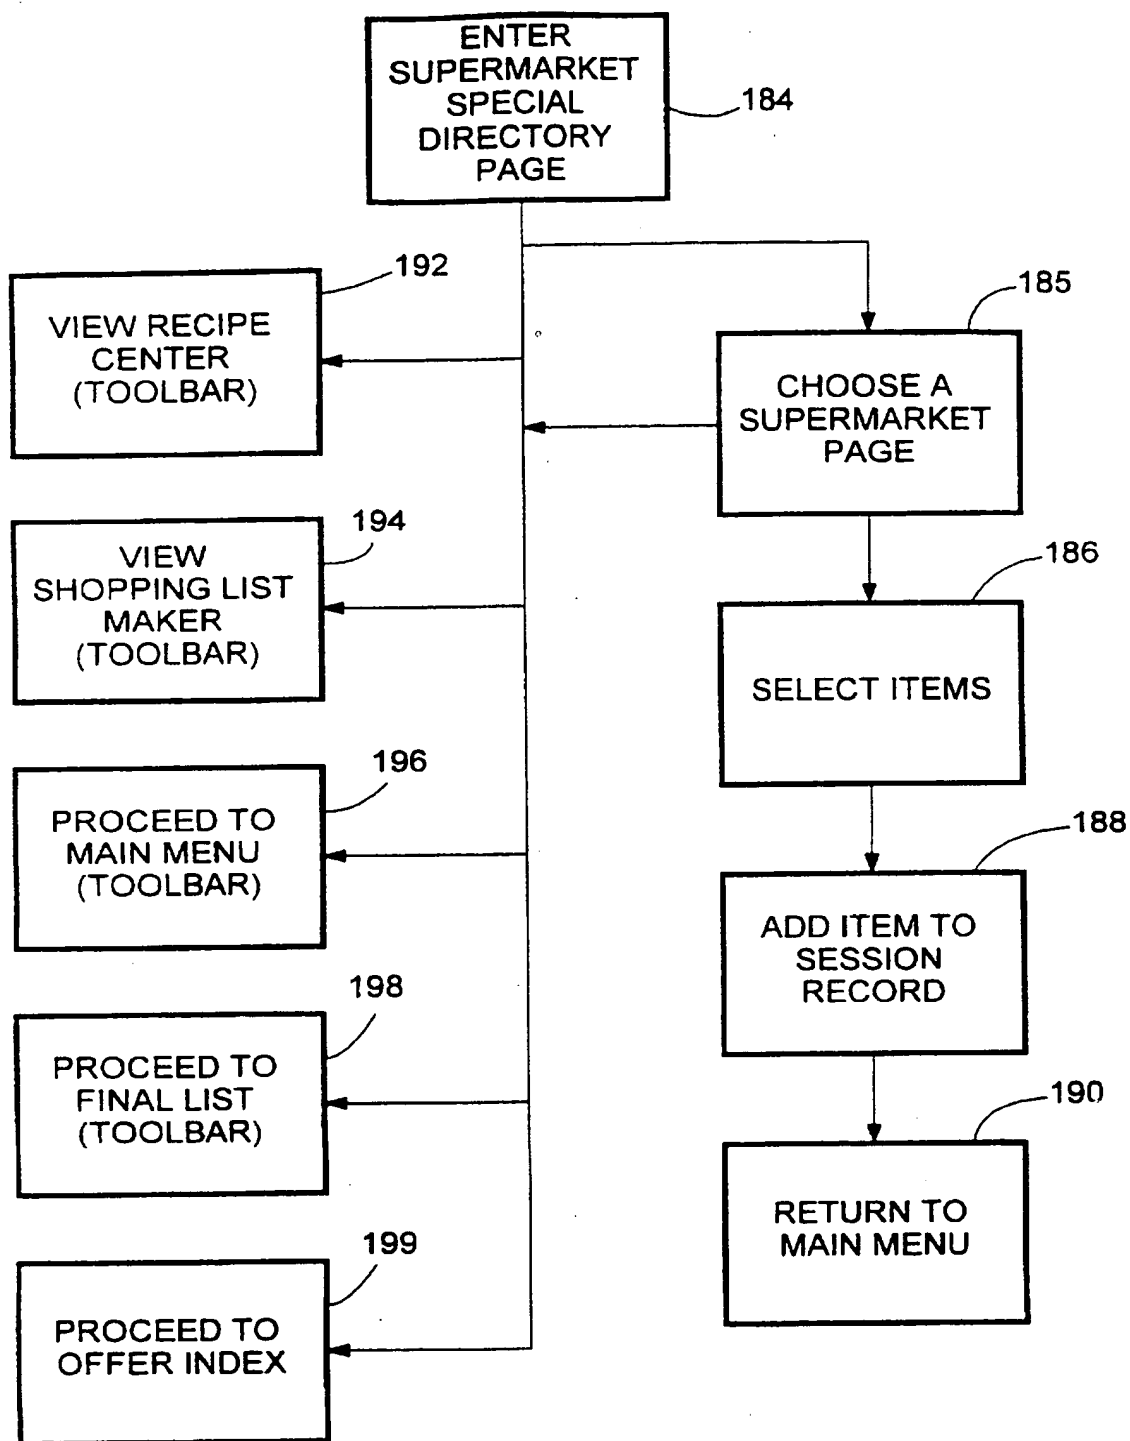 ENTER
SUPERMARKET
SPECIAL
DIRECTORY
PAGE
184
192
VIEW RECIPE
CENTER
(TOOLBAR)
185
CHOOSE A
SUPERMARKET
PAGE
194
VIEW
SHOPPING LIST
MAKER
(TOOLBAR)
186
SELECT ITEMS
196
PROCEED TO
MAIN MENU
(TOOLBAR)
188
ADD ITEM TO
SESSION
RECORD
198
PROCEED TO
FINAL LIST
(TOOLBAR)
190
RETURN TO
MAIN MENU
199
PROCEED TO
OFFER INDEX